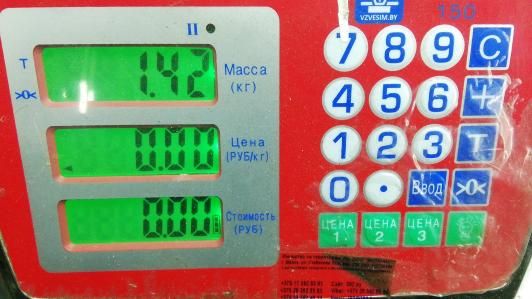 VZVESIM.BY
150
II
T
>0<
1.42
Масса
(кг)
Цена
(РУБ/кг)
0.00
Стоимость
(РУБ)
0.00
7 8 9 C
4 5 6 +
1 2 3 T
0 . Ввод >0<
ЦЕНА 1 ЦЕНА 2 ЦЕНА 3